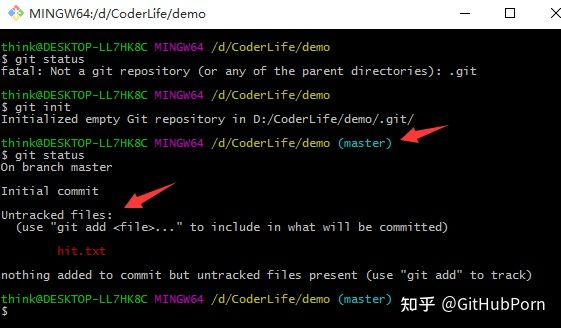 MINGW64:/d/CoderLife/demo
think@DESKTOP-LL7HK8C MINGW64 /d/CoderLife/demo
$ git status
fatal: Not a git repository (or any of the parent directories): .git
think@DESKTOP-LL7HK8C MINGW64 /d/CoderLife/demo
$ git init
Initialized empty Git repository in D:/CoderLife/demo/.git/
think@DESKTOP-LL7HK8C MINGW64 /d/CoderLife/demo (master)
$ git status
On branch master
Initial commit
Untracked files:
(use "git add <file>..." to include in what will be committed)
hit.txt
nothing added to commit but untracked files present (use "git add" to track)
think@DESKTOP-LL7HK8C MINGW64 /d/CoderLife/demo (master)
$
知乎 @GitHubPorn